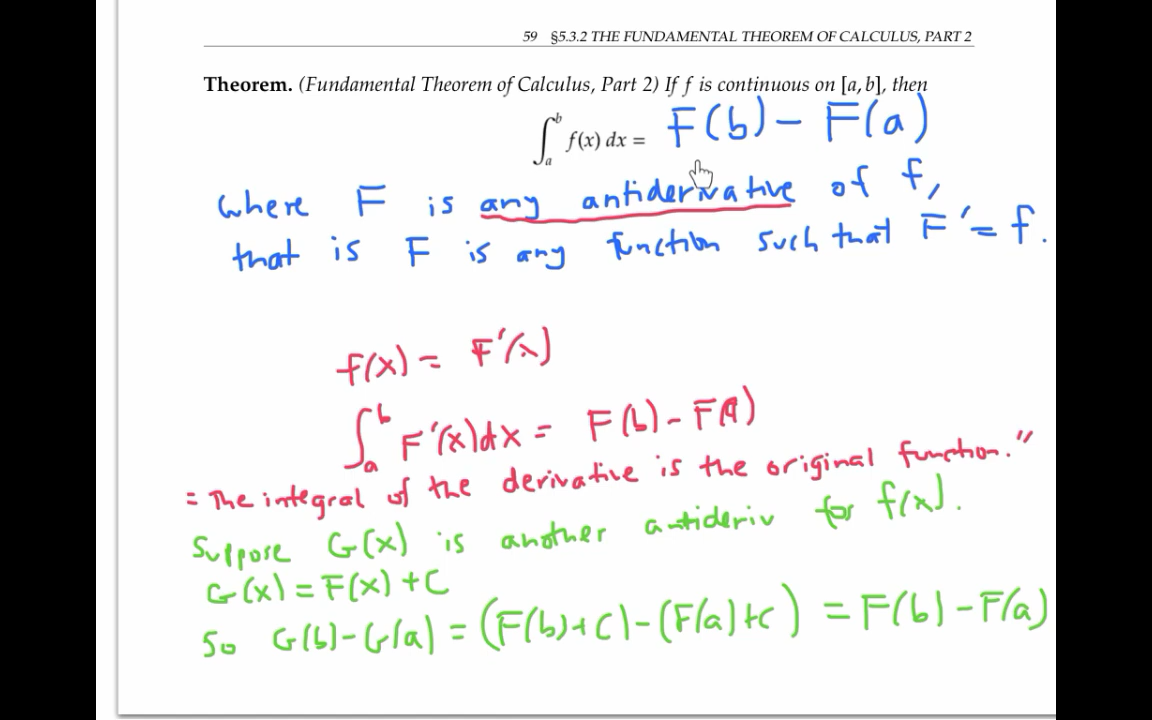 59 §5.3.2 THE FUNDAMENTAL THEOREM OF CALCULUS, PART 2
Theorem. (Fundamental Theorem of Calculus, Part 2) If f is continuous on [a, b], then
∫_a^b f(x) dx = F(b) - F(a)
where F is any antiderivative of f,
that is F is any function such that F' = f.
f(x) = F'(x)
∫_a^b F'(x)dx = F(b) - F(a)
= The integral of the derivative is the original function."
Suppose G(x) is another antideriv for f(x).
G(x) = F(x) + C
So G(b) - G(a) = (F(b)+C) - (F(a)+C) = F(b) - F(a)